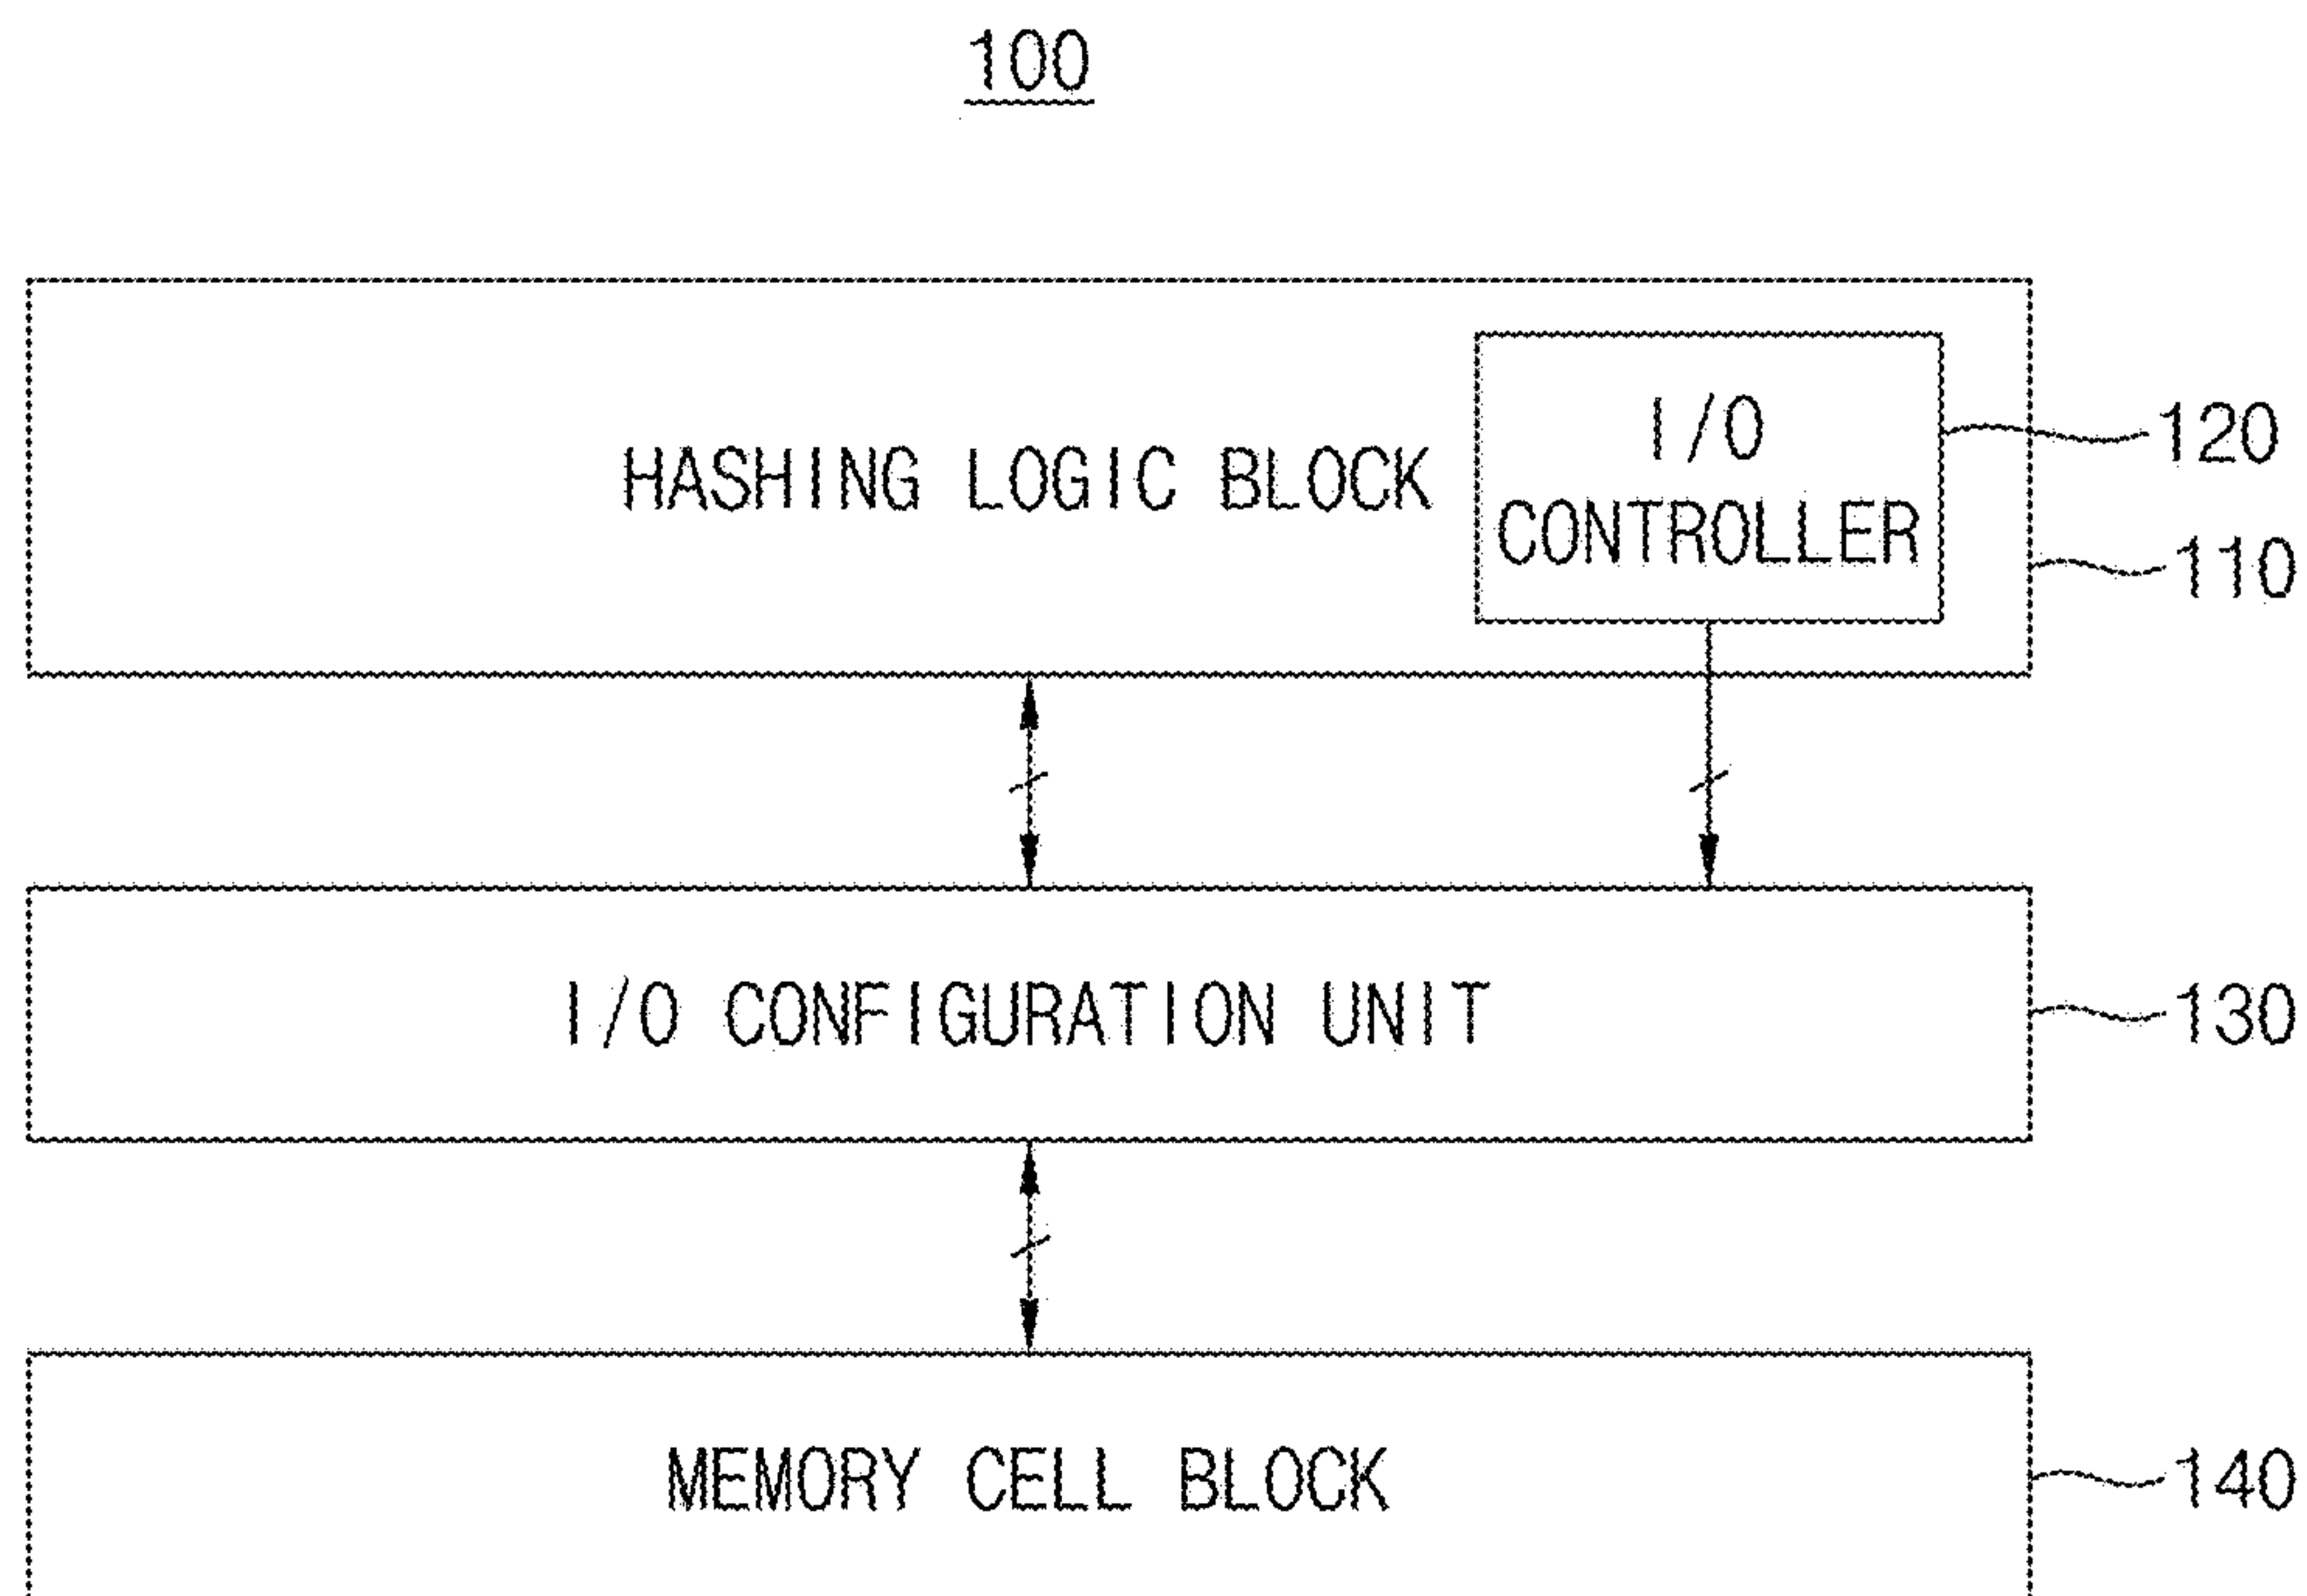 100
HASHING LOGIC BLOCK
I/O
CONTROLLER
120
110
I/O CONFIGURATION UNIT
130
MEMORY CELL BLOCK
140